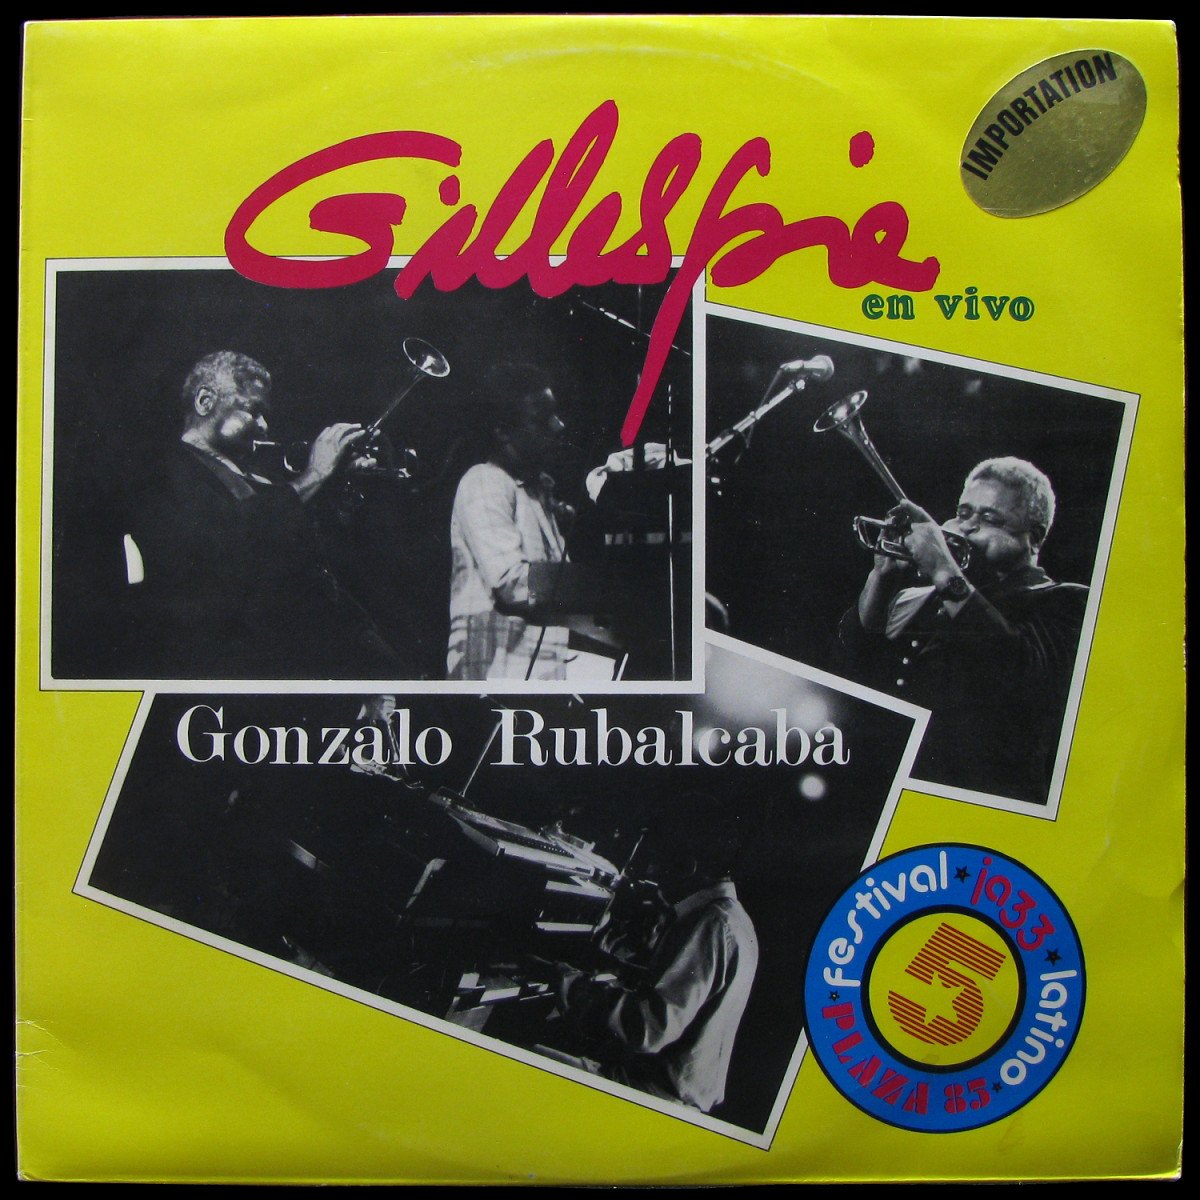 IMPORTATION
Gillespie
en vivo
Gonzalo Rubalcaba
festival jazz latino
5
PLAZA 85